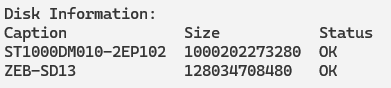 Disk Information:
Caption Size Status
ST1000DM010-2EP102 1000202273280 OK
ZEB-SD13 128034708480 OK